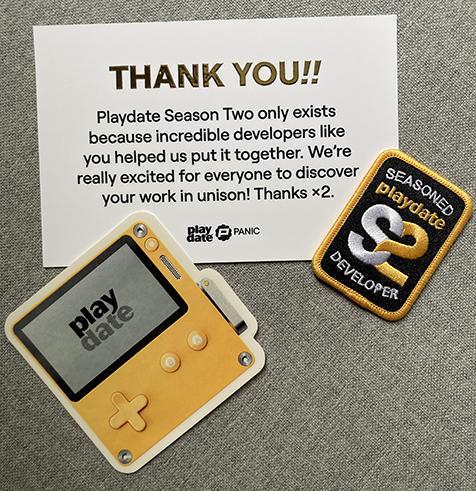 THANK YOU!!
Playdate Season Two only exists
because incredible developers like
you helped us put it together. We’re
really excited for everyone to discover
your work in unison! Thanks ×2.
play
date PANIC
SEASONED
playdate
S2
DEVELOPER
play
date
B A